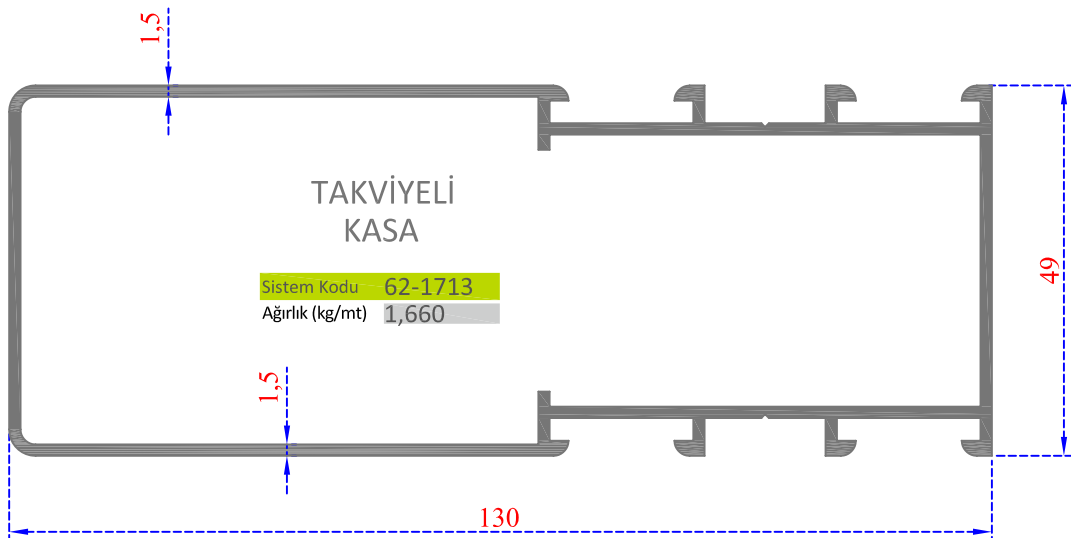 1,5
TAKVİYELİ
KASA
Sistem Kodu 62-1713
Ağırlık (kg/mt) 1,660
49
1,5
130